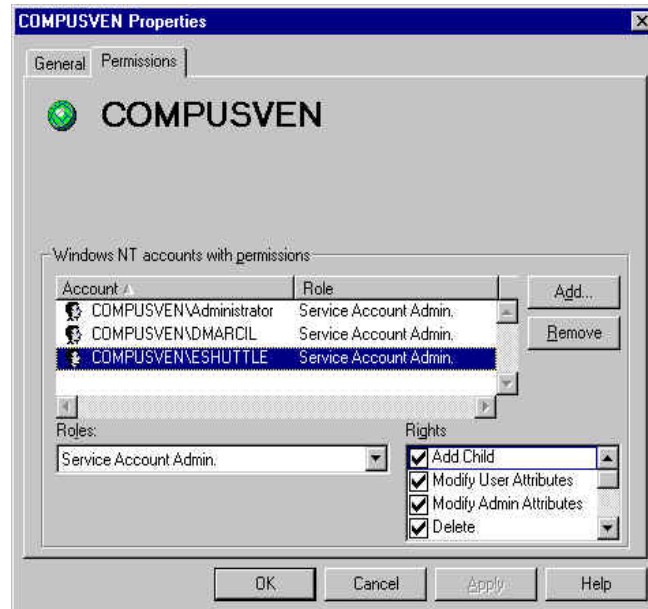 COMPUSVEN Properties
General Permissions
COMPUSVEN
Windows NT accounts with permissions
Account Role
COMPUSVEN\Administrator Service Account Admin.
COMPUSVEN\DMARCIL Service Account Admin.
COMPUSVEN\ESHUTTLE Service Account Admin.
Add...
Remove
Roles:
Service Account Admin.
Rights
Add Child
Modify User Attributes
Modify Admin Attributes
Delete
OK Cancel Apply Help